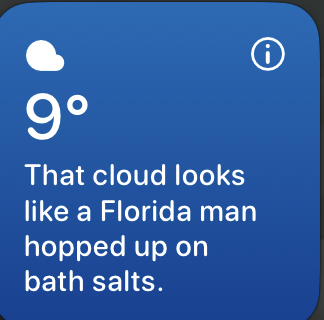 9°
That cloud looks
like a Florida man
hopped up on
bath salts.